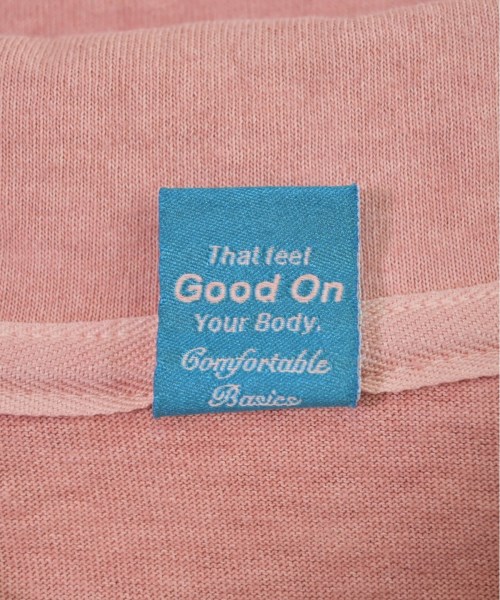 That feel
Good On
Your Body.
Comfortable
Basics